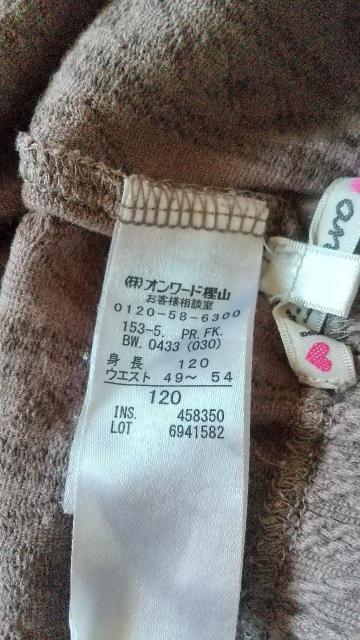 (株)オンワード樫山
お客様相談室
0120-58-6300
153-5. PR. FK.
BW. 0433 (030)
身長 120
ウエスト 49〜 54
120
INS. 458350
LOT 6941582